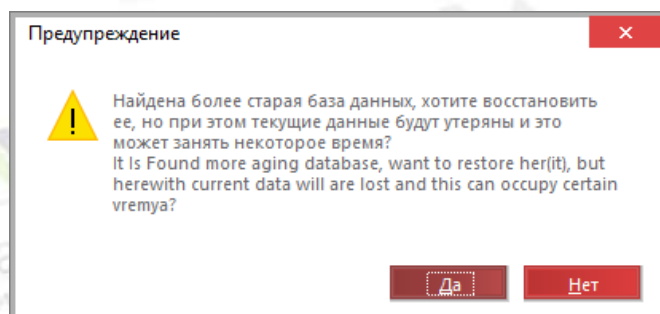 Предупреждение
Найдена более старая база данных, хотите восстановить
ее, но при этом текущие данные будут утеряны и это
может занять некоторое время?
It Is Found more aging database, want to restore her(it), but
herewith current data will are lost and this can occupy certain
vremya?
Да
Нет